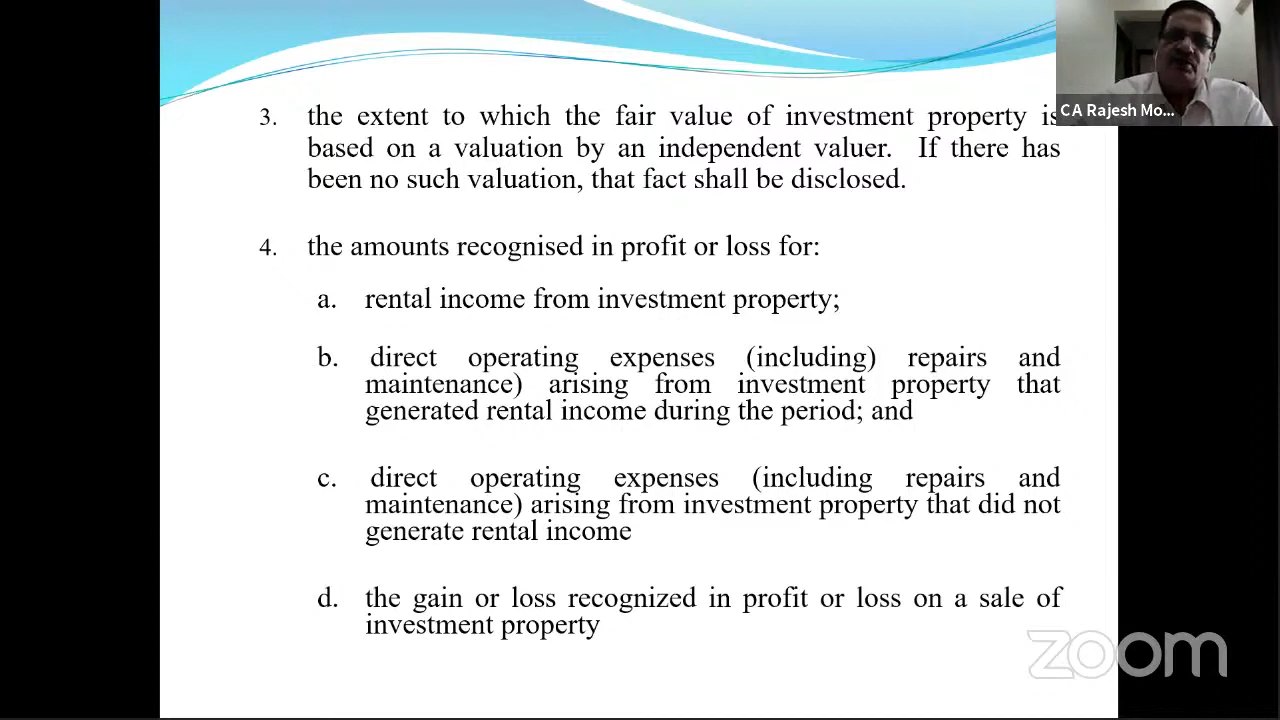 CA Rajesh Mo...
3. the extent to which the fair value of investment property is
based on a valuation by an independent valuer. If there has
been no such valuation, that fact shall be disclosed.
4. the amounts recognised in profit or loss for:
a. rental income from investment property;
b. direct operating expenses (including) repairs and
maintenance) arising from investment property that
generated rental income during the period; and
c. direct operating expenses (including repairs and
maintenance) arising from investment property that did not
generate rental income
d. the gain or loss recognized in profit or loss on a sale of
investment property
zoom